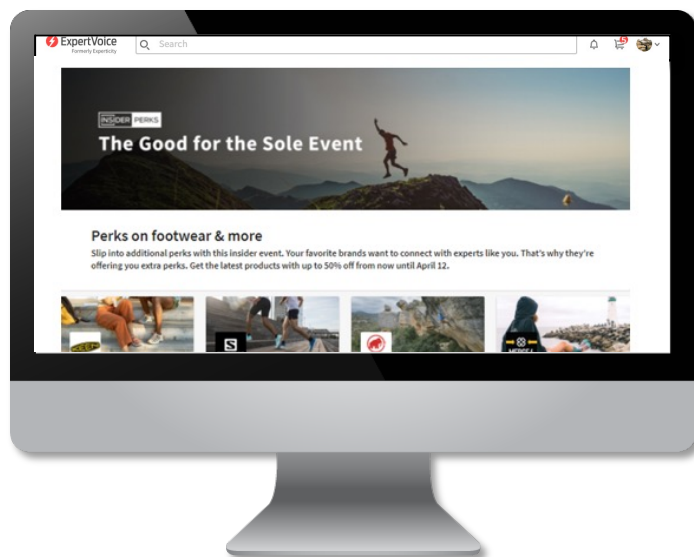 ExpertVoice
Formerly Experticity
Search
5
INSIDER PERKS
The Good for the Sole Event
Perks on footwear & more
Slip into additional perks with this insider event. Your favorite brands want to connect with experts like you. That's why they're
offering you extra perks. Get the latest products with up to 50% off from now until April 12.
KEEN
S